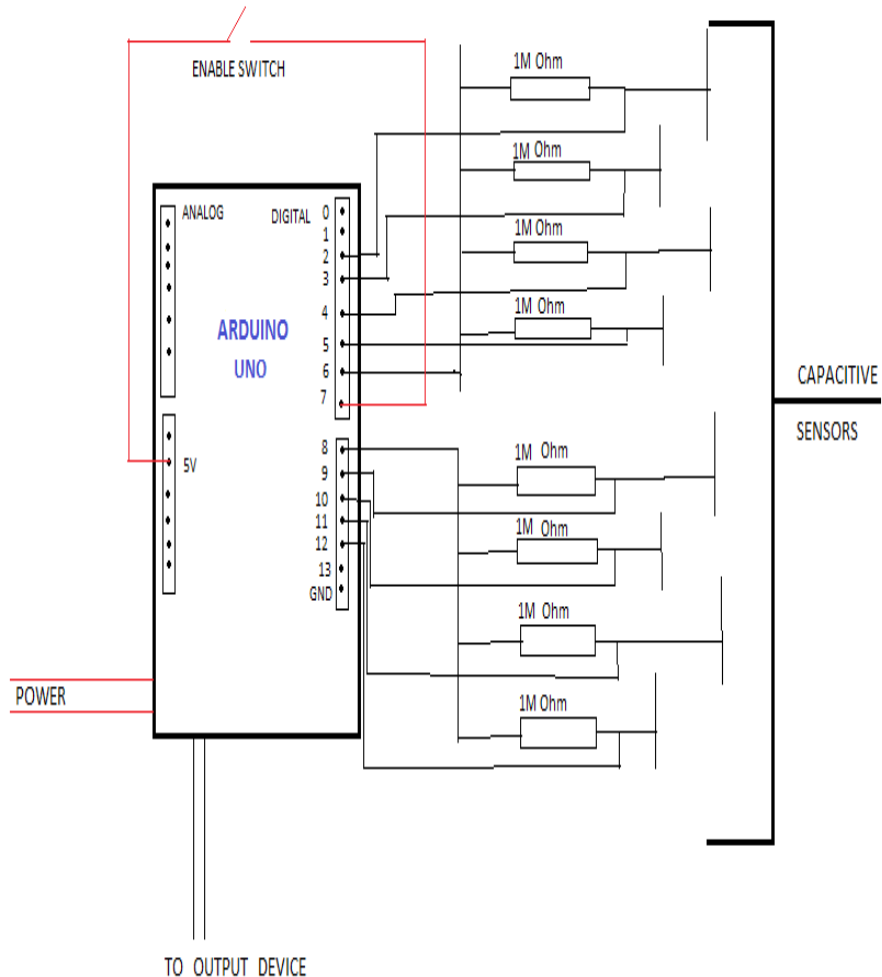 ENABLE SWITCH
1M Ohm
1M Ohm
1M Ohm
1M Ohm
ANALOG
DIGITAL
0
1
2
3
4
5
6
7
ARDUINO
UNO
5V
8
9
10
11
12
13
GND
1M Ohm
1M Ohm
1M Ohm
1M Ohm
CAPACITIVE
SENSORS
POWER
TO OUTPUT DEVICE